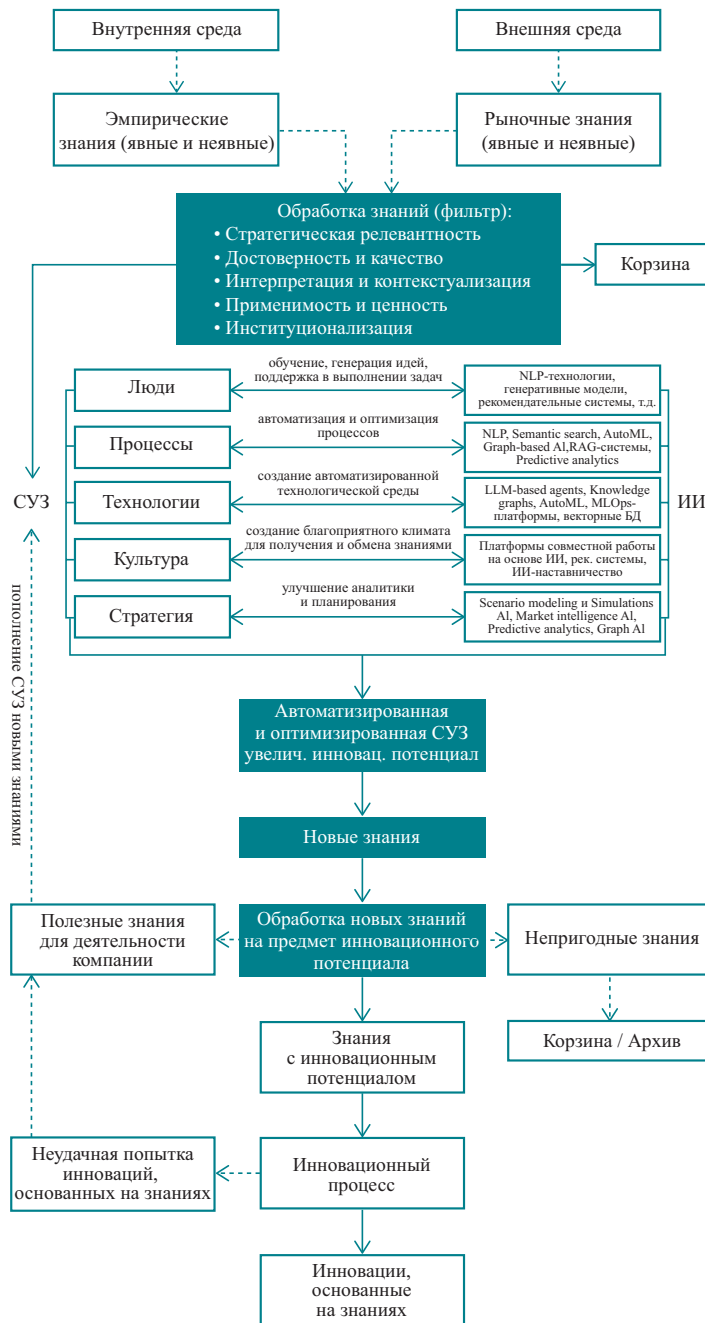 Внутренняя среда
Внешняя среда
Эмпирические
знания (явные и неявные)
Рыночные знания
(явные и неявные)
Обработка знаний (фильтр):
• Стратегическая релевантность
• Достоверность и качество
• Интерпретация и контекстуализация
• Применимость и ценность
• Институционализация
Корзина
Люди
обучение, генерация идей,
поддержка в выполнении задач
NLP-технологии,
генеративные модели,
рекомендательные системы, т.д.
Процессы
автоматизация и оптимизация
процессов
NLP, Semantic search, AutoML,
Graph-based AI,RAG-системы,
Predictive analytics
СУЗ
Технологии
создание автоматизированной
технологической среды
LLM-based agents, Knowledge
graphs, AutoML, MLOps-
платформы, векторные БД
ИИ
Культура
создание благоприятного климата
для получения и обмена знаниями
Платформы совместной работы
на основе ИИ, рек. системы,
ИИ-наставничество
Стратегия
улучшение аналитики
и планирования
Scenario modeling и Simulations
AI, Market intelligence AI,
Predictive analytics, Graph AI
пополнение СУЗ новыми знаниями
Автоматизированная
и оптимизированная СУЗ
увелич. инновац. потенциал
Новые знания
Полезные знания
для деятельности
компании
Обработка новых знаний
на предмет инновационного
потенциала
Непригодные знания
Знания
с инновационным
потенциалом
Корзина / Архив
Неудачная попытка
инноваций,
основанных на знаниях
Инновационный
процесс
Инновации,
основанные
на знаниях